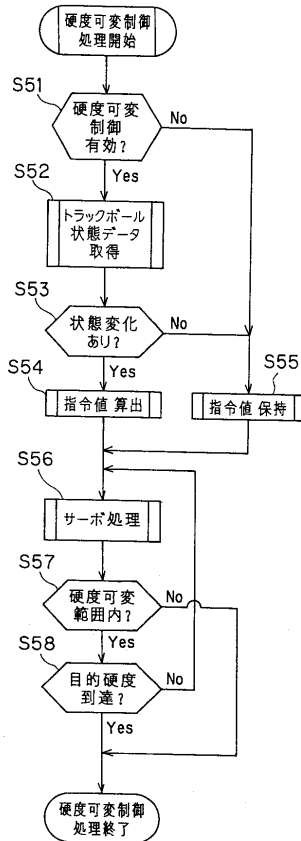 硬度可変制御
処理開始
S51
硬度可変
制御
有効?
No
Yes
S52
トラックボール
状態データ
取得
S53
状態変化
あり?
No
Yes
S54
指令値 算出
S55
指令値 保持
S56
サーボ処理
S57
硬度可変
範囲内?
No
Yes
S58
目的硬度
到達?
No
Yes
硬度可変制御
処理終了